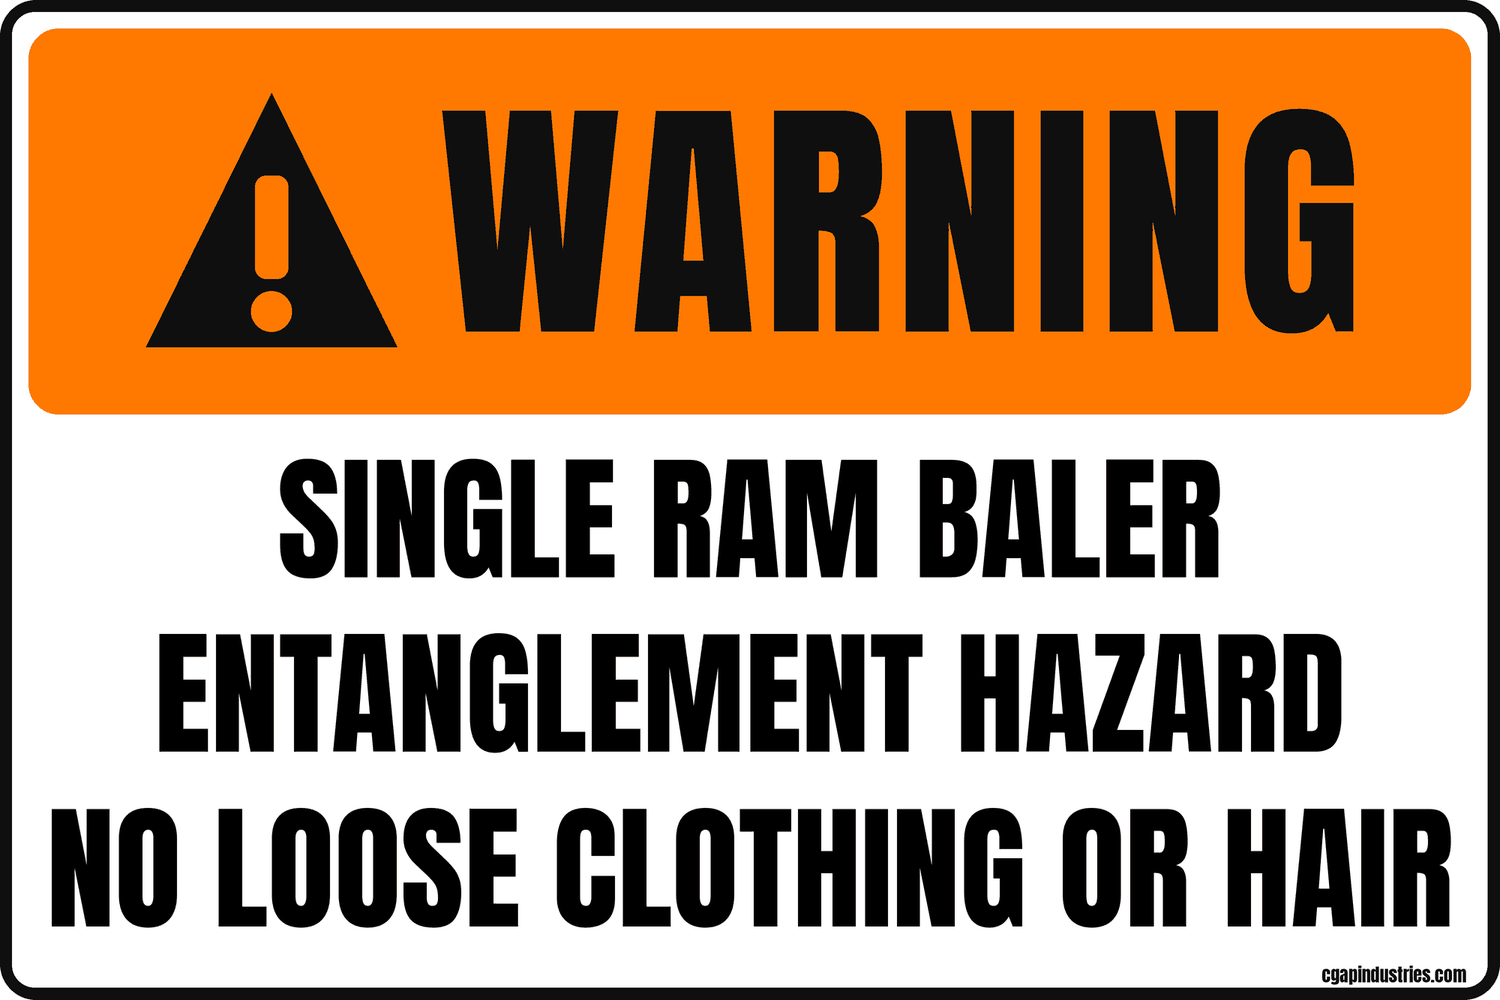 WARNING
SINGLE RAM BALER
ENTANGLEMENT HAZARD
NO LOOSE CLOTHING OR HAIR
cgapindustries.com